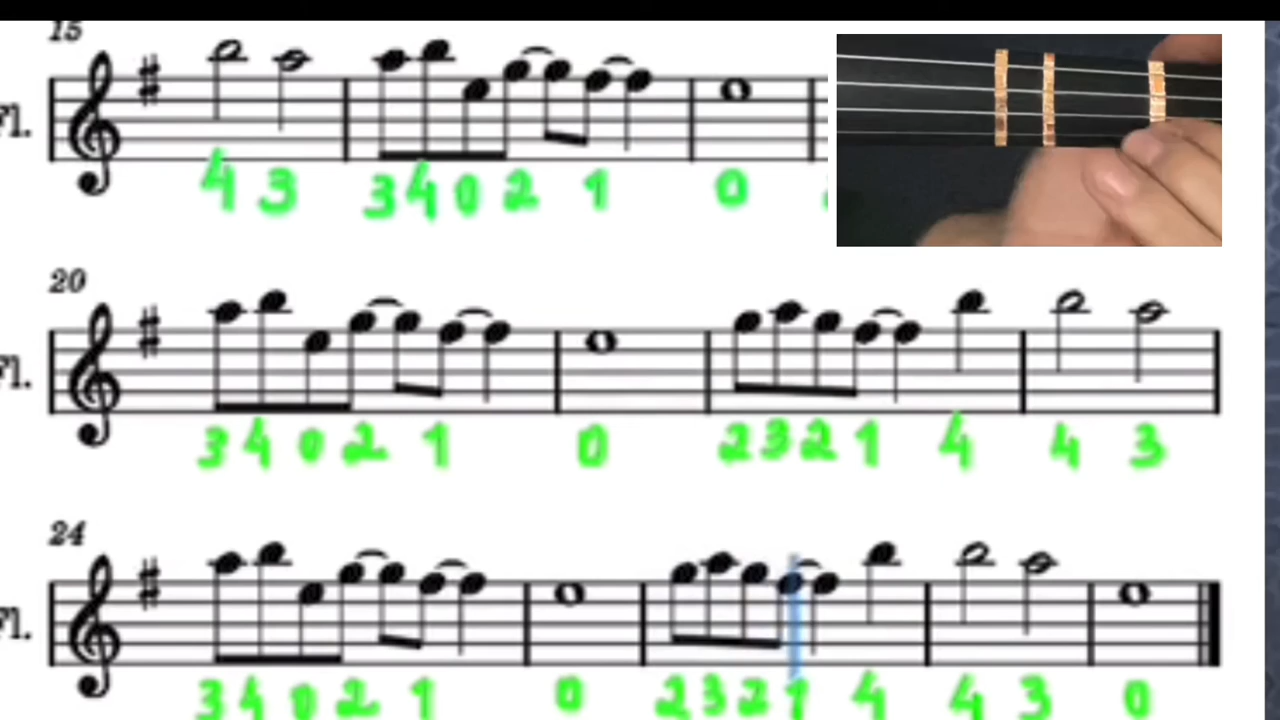 15
Fl.
4 3 3 4 0 2 1 0
20
Fl.
3 4 0 2 1 0 2 3 2 1 4 4 3
24
Fl.
3 4 0 2 1 0 2 3 2 1 4 4 3 0